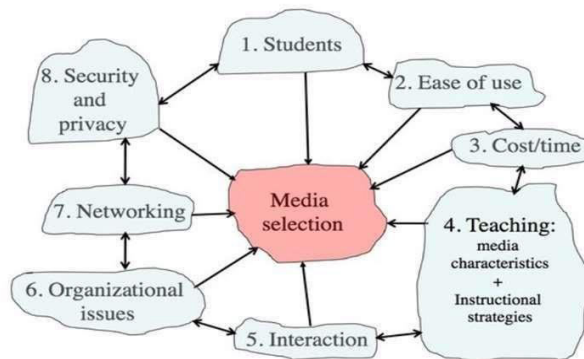 1. Students
2. Ease of use
3. Cost/time
4. Teaching:
media
characteristics
+
Instructional
strategies
5. Interaction
6. Organizational
issues
7. Networking
8. Security
and
privacy
Media
selection